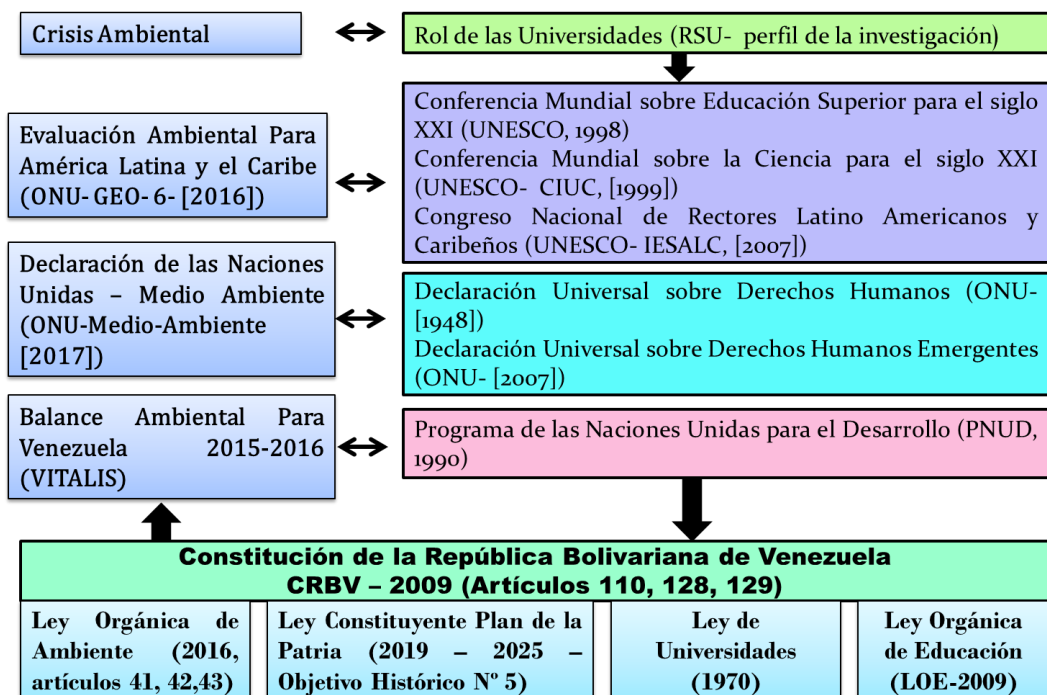 Crisis Ambiental
Rol de las Universidades (RSU- perfil de la investigación)
Evaluación Ambiental Para
América Latina y el Caribe
(ONU- GEO- 6- [2016])
Conferencia Mundial sobre Educación Superior para el siglo
XXI (UNESCO, 1998)
Conferencia Mundial sobre la Ciencia para el siglo XXI
(UNESCO- CIUC, [1999])
Congreso Nacional de Rectores Latino Americanos y
Caribeños (UNESCO- IESALC, [2007])
Declaración de las Naciones
Unidas – Medio Ambiente
(ONU-Medio-Ambiente
[2017])
Declaración Universal sobre Derechos Humanos (ONU-
[1948])
Declaración Universal sobre Derechos Humanos Emergentes
(ONU- [2007])
Balance Ambiental Para
Venezuela 2015-2016
(VITALIS)
Programa de las Naciones Unidas para el Desarrollo (PNUD,
1990)
Constitución de la República Bolivariana de Venezuela
CRBV – 2009 (Artículos 110, 128, 129)
Ley Orgánica de
Ambiente (2016,
artículos 41, 42,43)
Ley Constituyente Plan de la
Patria (2019 – 2025 –
Objetivo Histórico Nº 5)
Ley de
Universidades
(1970)
Ley Orgánica
de Educación
(LOE-2009)